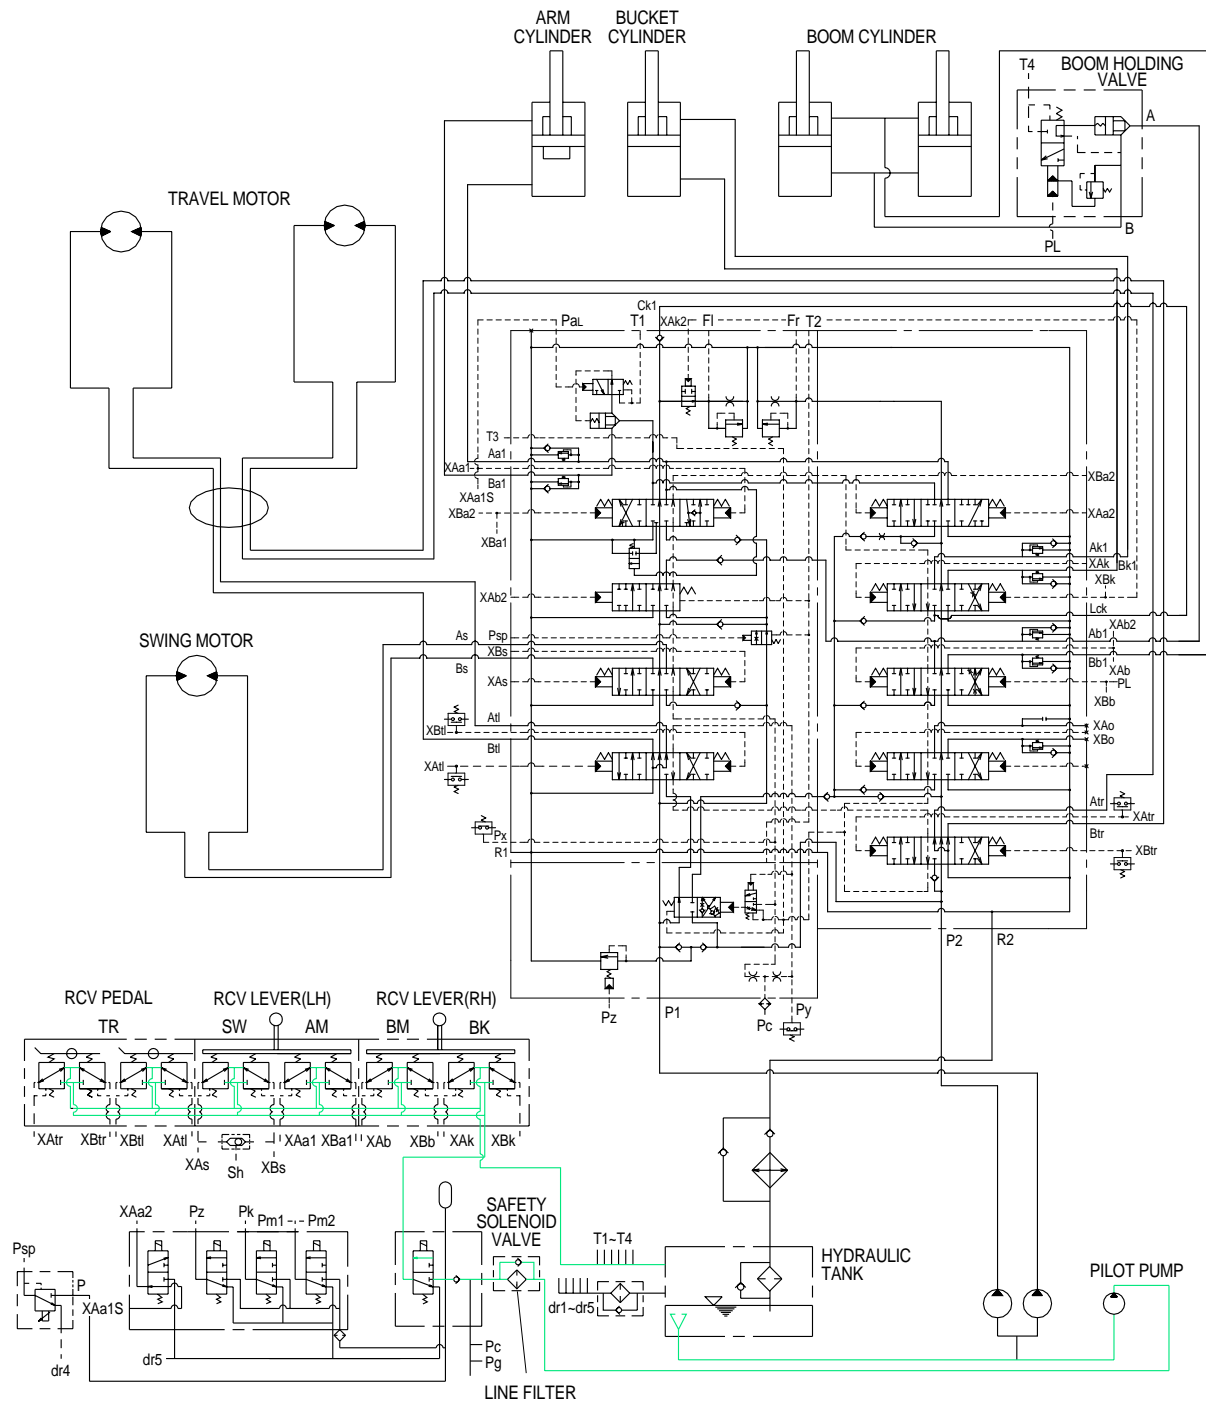 ARM
CYLINDER
BUCKET
CYLINDER
BOOM CYLINDER
BOOM HOLDING
VALVE
T4
A
B
PL
TRAVEL MOTOR
Ck1
PaL
T1
XAk2
Fl
Fr
T2
T3
Aa1
XAa1
Ba1
XAa1S
XBa2
XBa1
XBa2
XAa2
Ak1
XAk
Bk1
XBk
XAb2
Lck
XAb2
Ab1
Bb1
XAb
PL
XBb
SWING MOTOR
As
Psp
XBs
Bs
XAs
Atl
XBtl
Btl
XAtl
XAo
XBo
Atr
XAtr
Btr
XBtr
Px
R1
P2
R2
Pz
P1
Pc
Py
RCV PEDAL
RCV LEVER(LH)
RCV LEVER(RH)
TR
SW
AM
BM
BK
XAtr
XBtr
XBtl
XAtl
XAa1
XBa1
XAb
XBb
XAk
XBk
XAs
Sh
XBs
SAFETY
SOLENOID
VALVE
XAa2
Pz
Pk
Pm1
Pm2
Psp
P
XAa1S
dr4
dr5
Pc
Pg
LINE FILTER
T1~T4
dr1~dr5
HYDRAULIC
TANK
PILOT PUMP